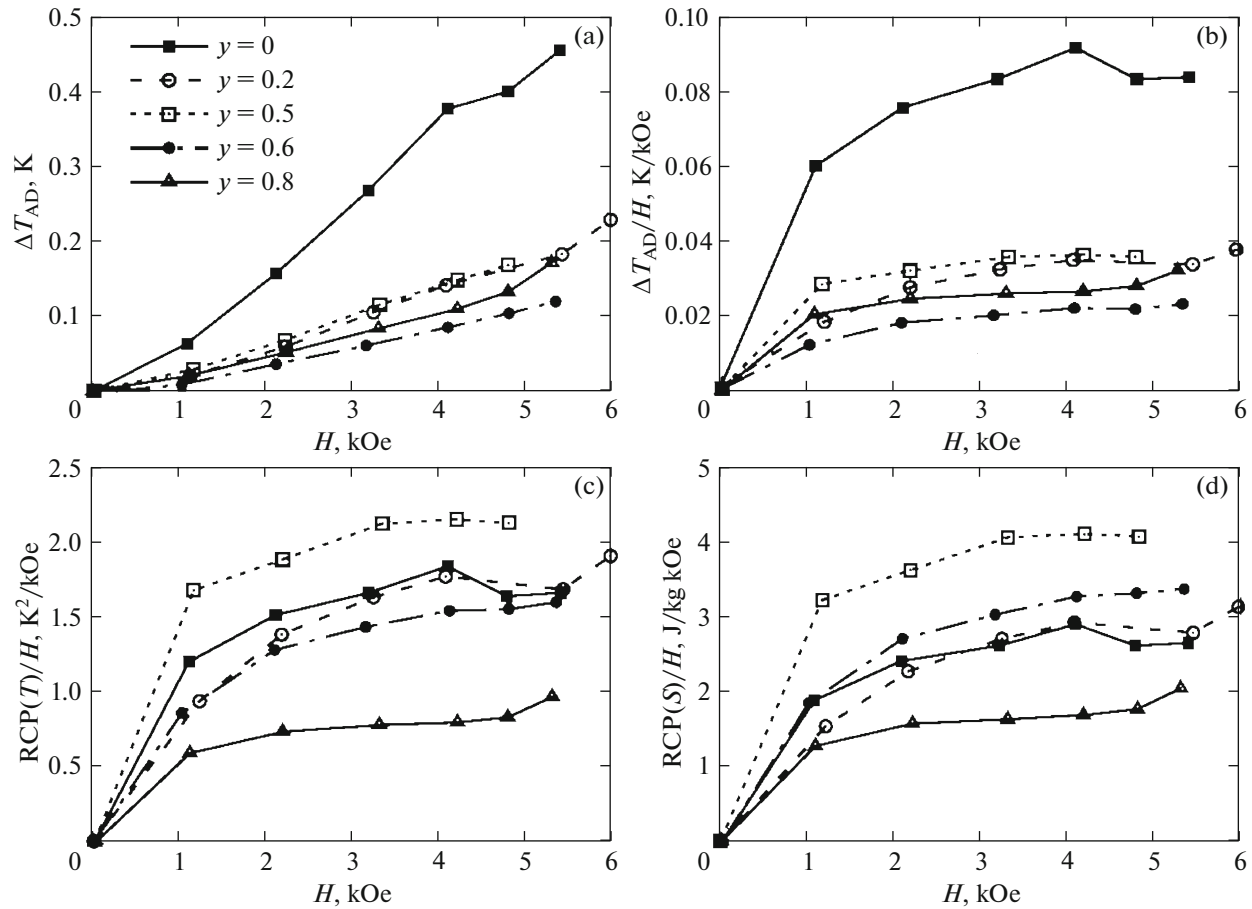 (a)
y = 0
y = 0.2
y = 0.5
y = 0.6
y = 0.8
0.5
0.4
0.3
0.2
0.1
0
1
2
3
4
5
6
ΔT_AD, K
H, kOe
(b)
0.10
0.08
0.06
0.04
0.02
0
1
2
3
4
5
6
ΔT_AD/H, K/kOe
H, kOe
(c)
2.5
2.0
1.5
1.0
0.5
0
1
2
3
4
5
6
RCP(T)/H, K²/kOe
H, kOe
(d)
5
4
3
2
1
0
1
2
3
4
5
6
RCP(S)/H, J/kg kOe
H, kOe